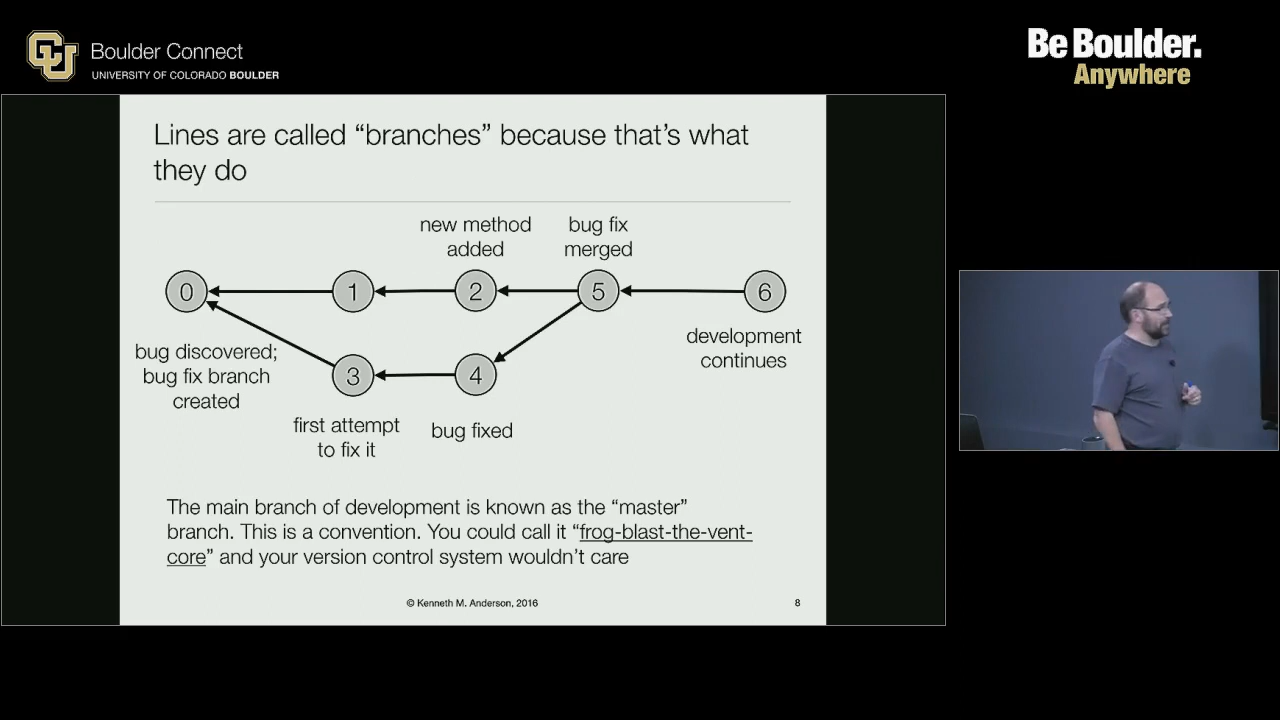 CU
Boulder Connect
UNIVERSITY OF COLORADO BOULDER
Be Boulder.
Anywhere
Lines are called “branches” because that’s what
they do
new method
added
bug fix
merged
0
1
2
5
6
development
continues
bug discovered;
bug fix branch
created
3
4
first attempt
to fix it
bug fixed
The main branch of development is known as the “master”
branch. This is a convention. You could call it “frog-blast-the-vent-
core” and your version control system wouldn’t care
© Kenneth M. Anderson, 2016
8